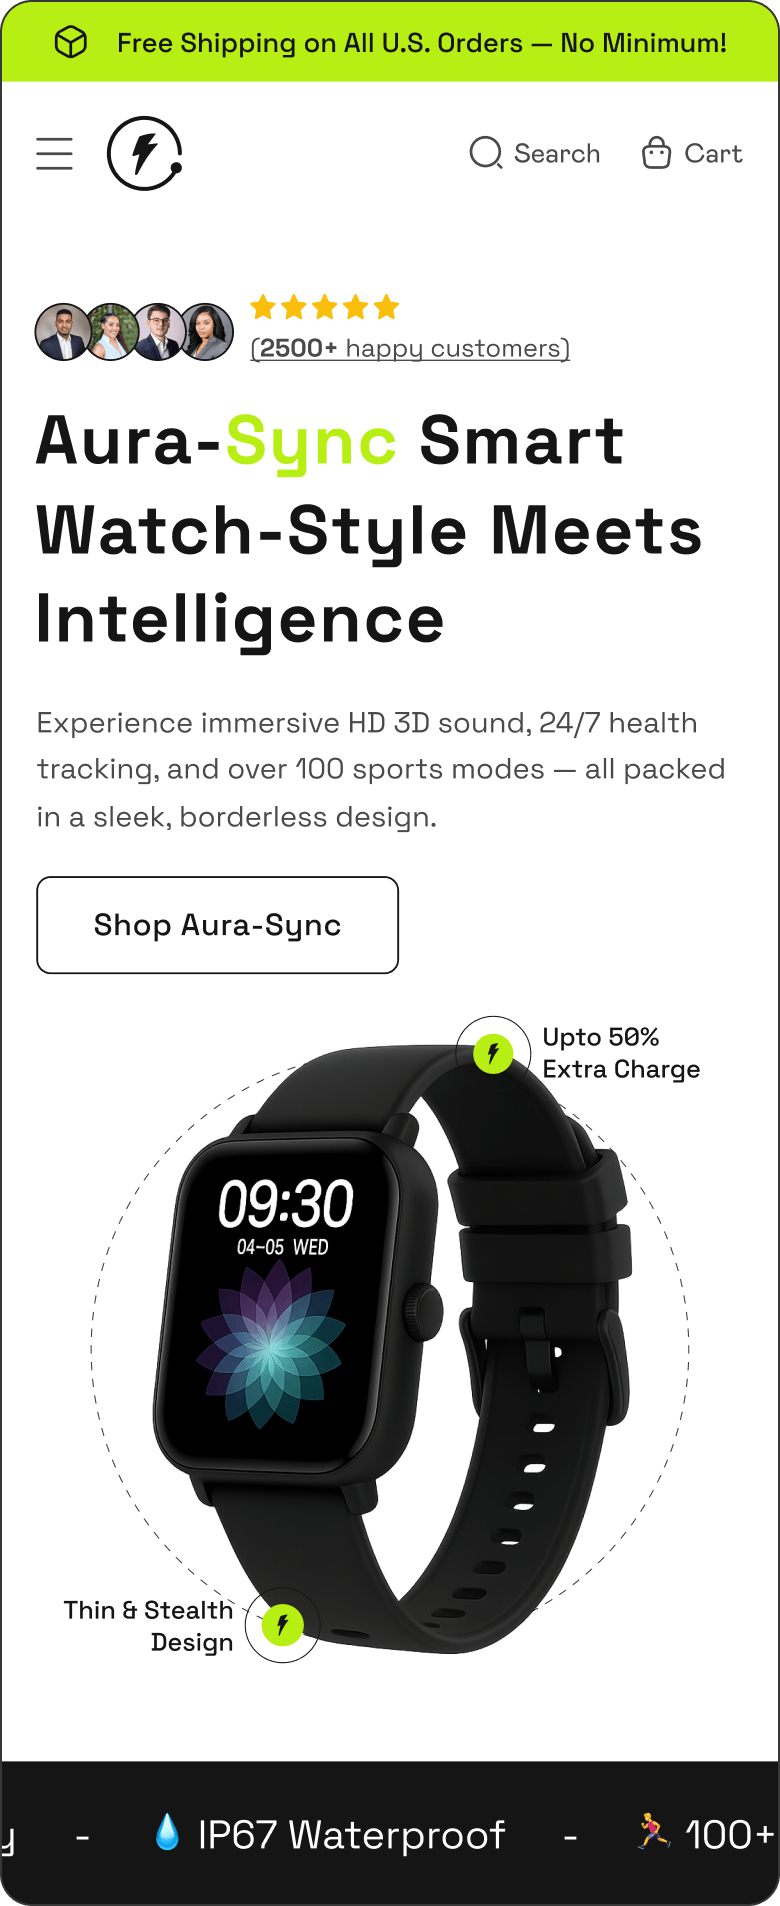 Free Shipping on All U.S. Orders — No Minimum!
Search
Cart
(2500+ happy customers)
Aura-Sync Smart
Watch-Style Meets
Intelligence
Experience immersive HD 3D sound, 24/7 health
tracking, and over 100 sports modes — all packed
in a sleek, borderless design.
Shop Aura-Sync
Upto 50%
Extra Charge
09:30
04-05 WED
Thin & Stealth
Design
y - 💧 IP67 Waterproof - 🏃 100+